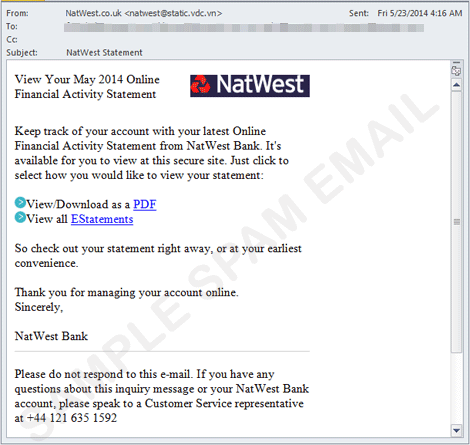 From: NatWest.co.uk <natwest@static.vdc.vn> Sent: Fri 5/23/2014 4:16 AM
To:
Cc:
Subject: NatWest Statement
View Your May 2014 Online
Financial Activity Statement
NatWest
Keep track of your account with your latest Online
Financial Activity Statement from NatWest Bank. It's
available for you to view at this secure site. Just click to
select how you would like to view your statement:
View/Download as a PDF
View all EStatements
So check out your statement right away, or at your earliest
convenience.
Thank you for managing your account online.
Sincerely,
NatWest Bank
Please do not respond to this e-mail. If you have any
questions about this inquiry message or your NatWest Bank
account, please speak to a Customer Service representative
at +44 121 635 1592
SAMPLE SPAM EMAIL